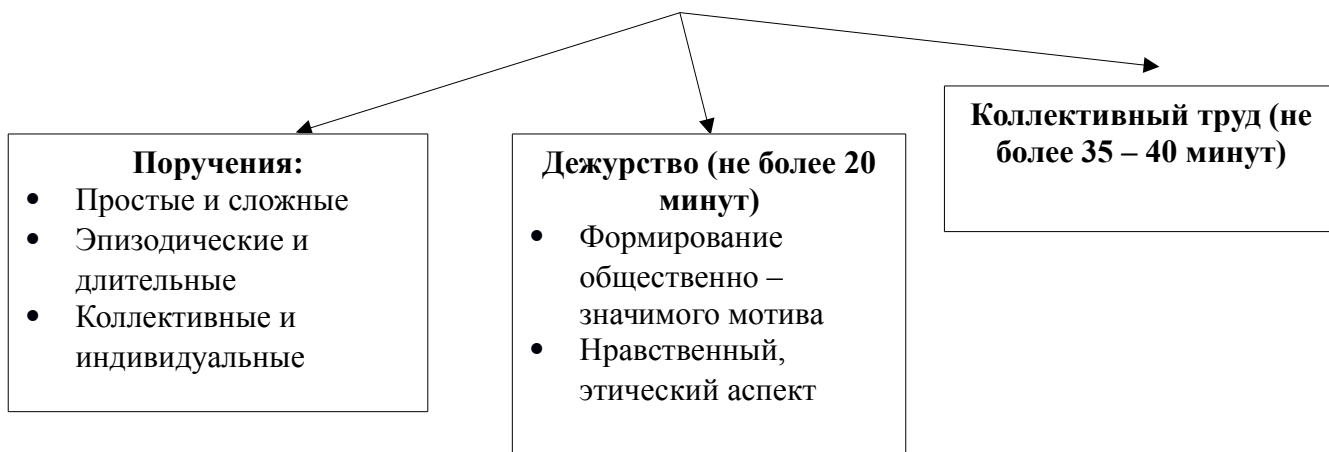 Поручения:
• Простые и сложные
• Эпизодические и
длительные
• Коллективные и
индивидуальные
Дежурство (не более 20
минут)
• Формирование
общественно –
значимого мотива
• Нравственный,
этический аспект
Коллективный труд (не
более 35 – 40 минут)